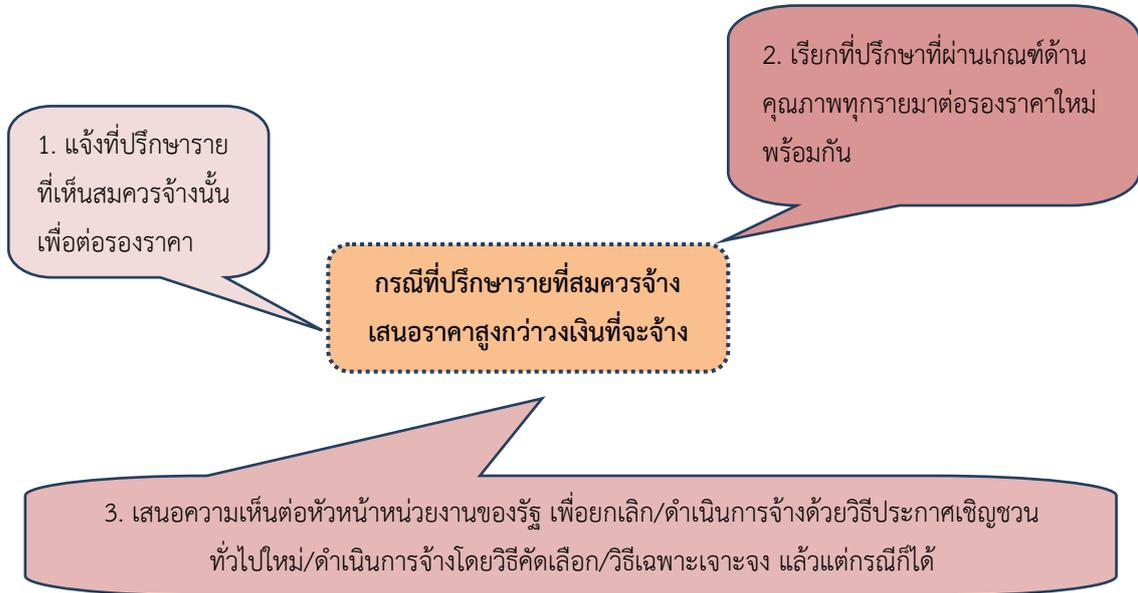 1. แจ้งที่ปรึกษาราย
ที่เห็นสมควรจ้างนั้น
เพื่อต่อรองราคา
2. เรียกที่ปรึกษาที่ผ่านเกณฑ์ด้าน
คุณภาพทุกรายมาต่อรองราคาใหม่
พร้อมกัน
กรณีที่ปรึกษารายที่สมควรจ้าง
เสนอราคาสูงกว่าวงเงินที่จะจ้าง
3. เสนอความเห็นต่อหัวหน้าหน่วยงานของรัฐ เพื่อยกเลิก/ดำเนินการจ้างด้วยวิธีประกาศเชิญชวน
ทั่วไปใหม่/ดำเนินการจ้างโดยวิธีคัดเลือก/วิธีเฉพาะเจาะจง แล้วแต่กรณีก็ได้